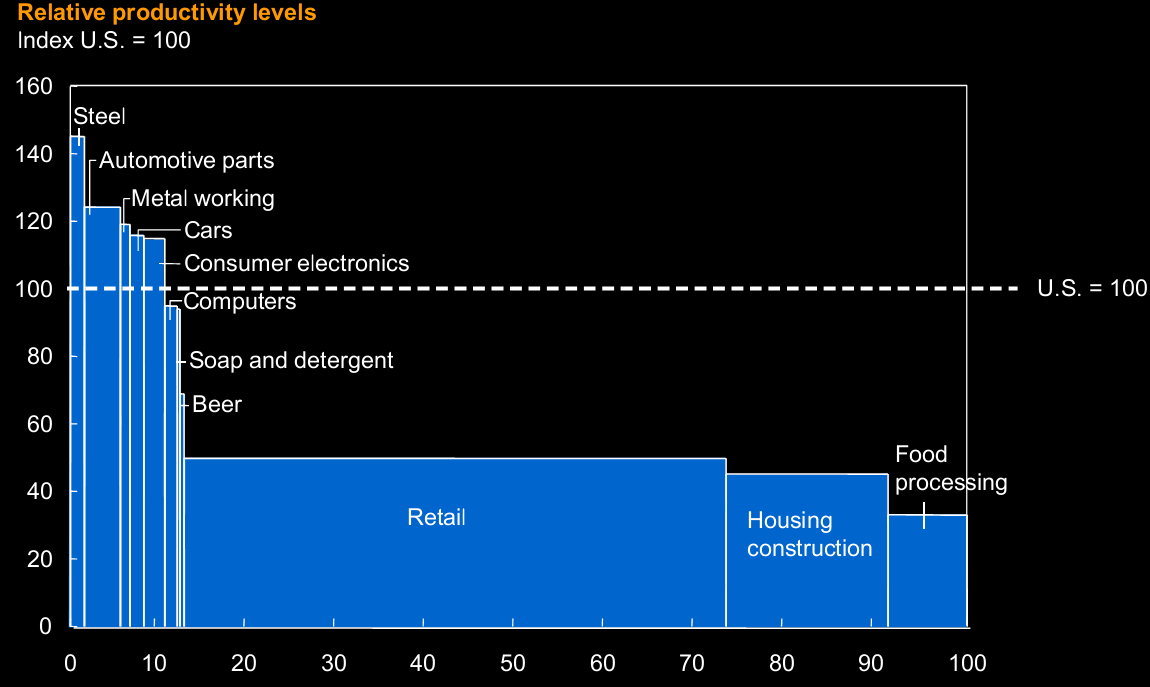 Relative productivity levels
Index U.S. = 100
160
Steel
140
Automotive parts
Metal working
120
Cars
Consumer electronics
100
U.S. = 100
Computers
80
Soap and detergent
60
Beer
Food
processing
40
Retail
Housing
construction
20
0
0 10 20 30 40 50 60 70 80 90 100